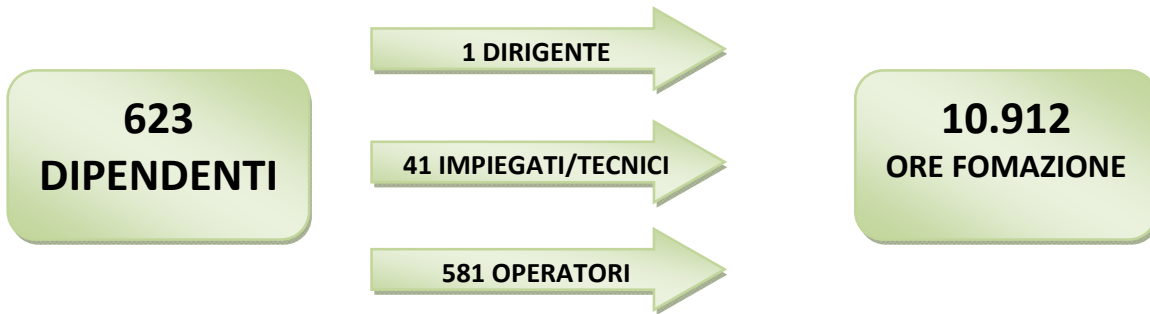 623
DIPENDENTI
1 DIRIGENTE
41 IMPIEGATI/TECNICI
581 OPERATORI
10.912
ORE FOMAZIONE